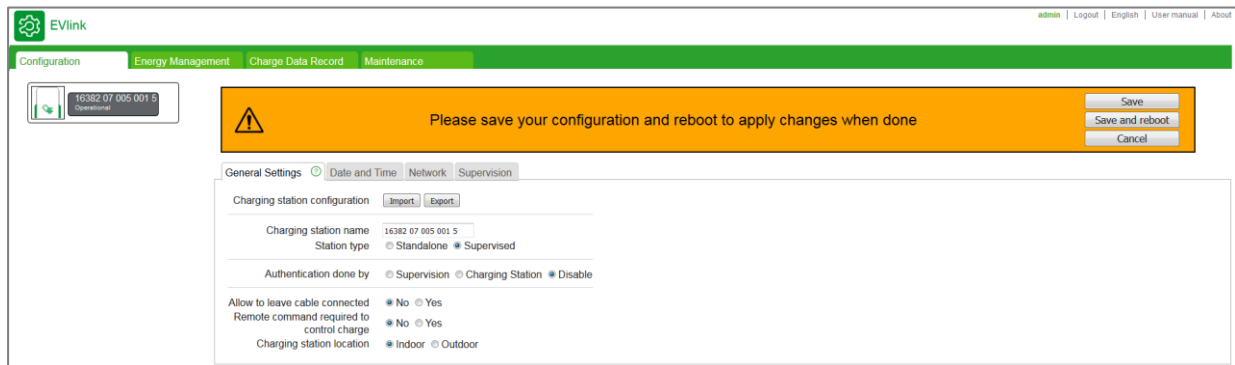 EVlink
admin | Logout | English | User manual | About
Configuration Energy Management Charge Data Record Maintenance
16382 07 005 001 5
Operational
Please save your configuration and reboot to apply changes when done
Save
Save and reboot
Cancel
General Settings ? Date and Time Network Supervision
Charging station configuration Import Export
Charging station name 16382 07 005 001 5
Station type Standalone Supervised
Authentication done by Supervision Charging Station Disable
Allow to leave cable connected No Yes
Remote command required to
control charge No Yes
Charging station location Indoor Outdoor